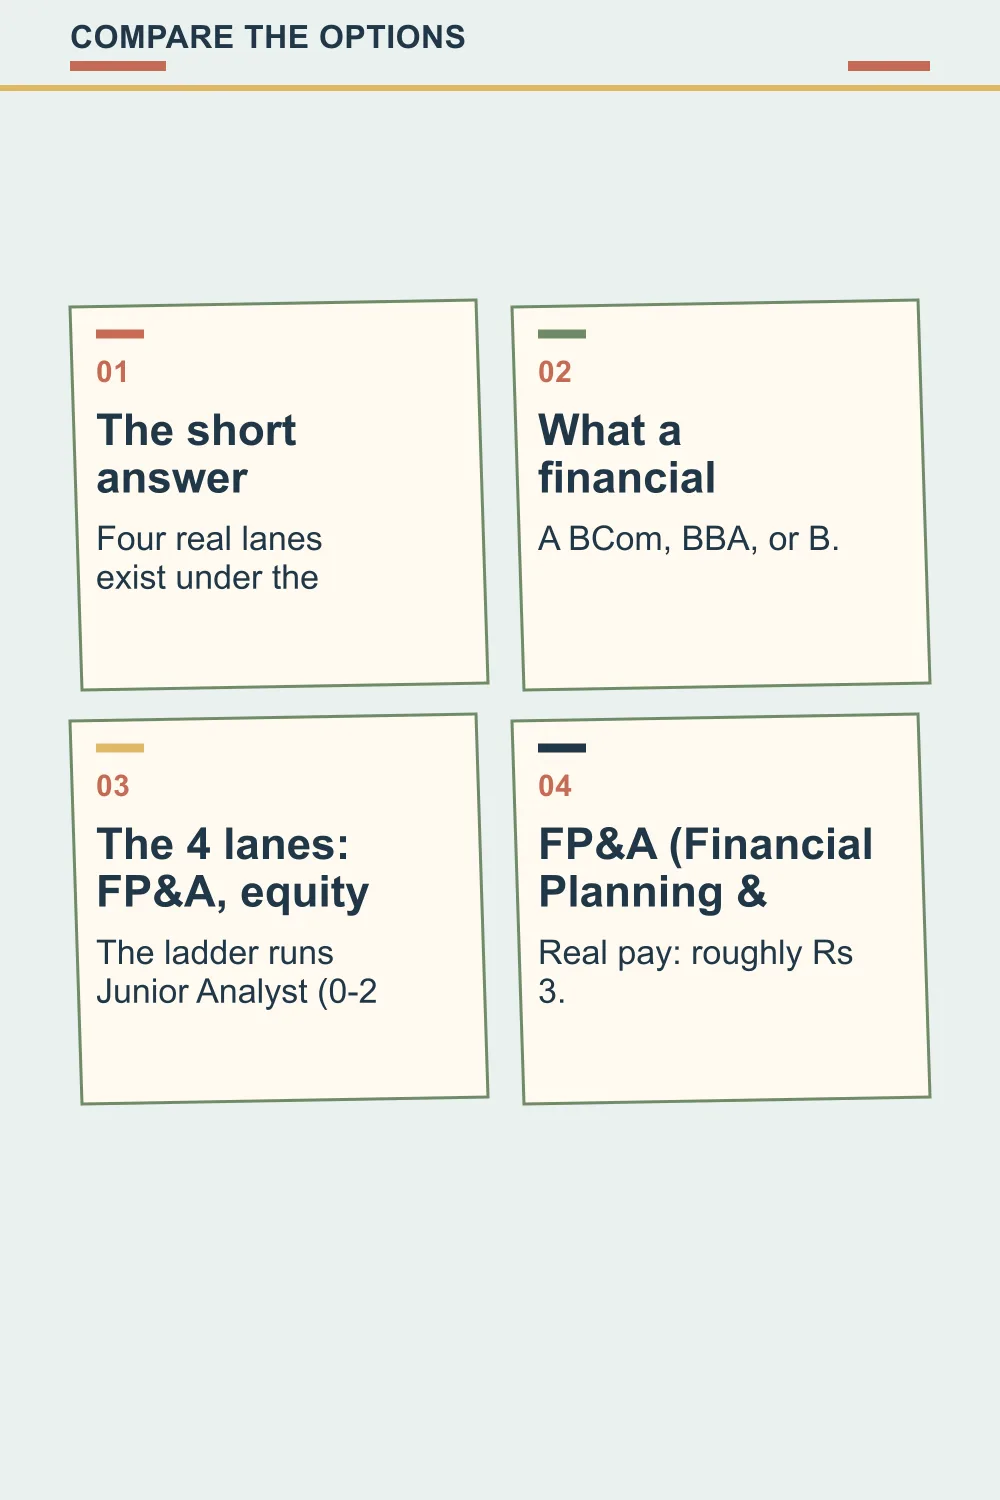 COMPARE THE OPTIONS
01
The short
answer
Four real lanes
exist under the
02
What a
financial
A BCom, BBA, or B.
03
The 4 lanes:
FP&A, equity
The ladder runs
Junior Analyst (0-2
04
FP&A (Financial
Planning &
Real pay: roughly Rs
3.